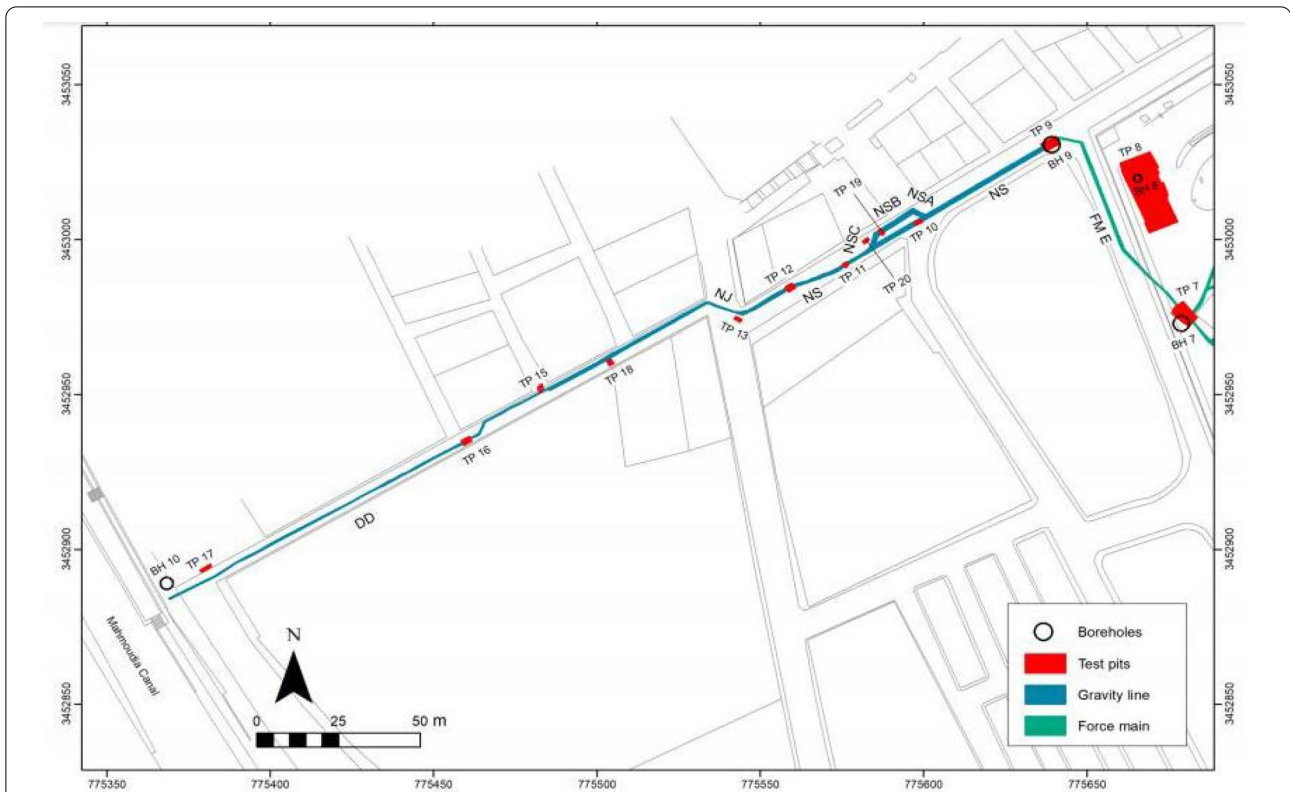 3453050
3453050
TP 9
BH 9
TP 8
BH 8
TP 19
NSA
NSB
NS
TP 10
FM E
3453000
3453000
NSC
TP 12
TP 11
TP 20
NS
TP 7
BH 7
NJ
TP 13
TP 15
TP 18
3452950
3452950
TP 16
DD
3452900
3452900
BH 10
TP 17
Mahmoudia Canal
N
0 25 50 m
Boreholes
Test pits
Gravity line
Force main
3452850
3452850
775350 775400 775450 775500 775550 775600 775650